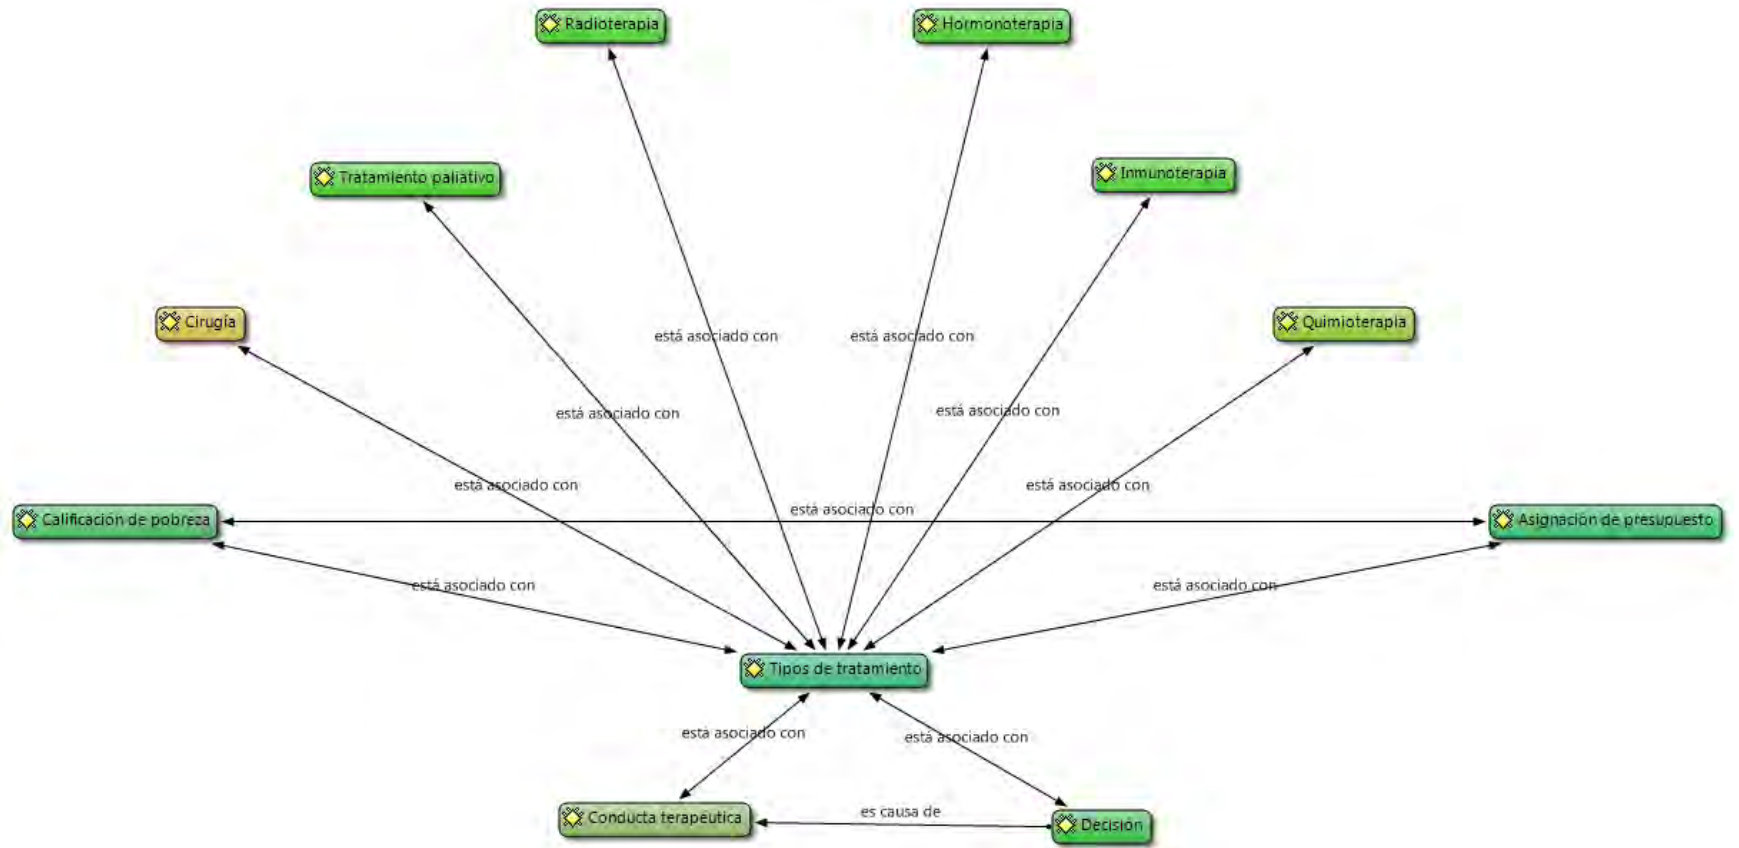 Radioterapia
Hormonoterapia
Tratamiento paliativo
Inmunoterapia
Cirugía
Quimioterapia
está asociado con
está asociado con
está asociado con
está asociado con
está asociado con
está asociado con
está asociado con
Calificación de pobreza
Asignación de presupuesto
está asociado con
está asociado con
Tipos de tratamiento
está asociado con
está asociado con
es causa de
Conducta terapeutica
Decisión